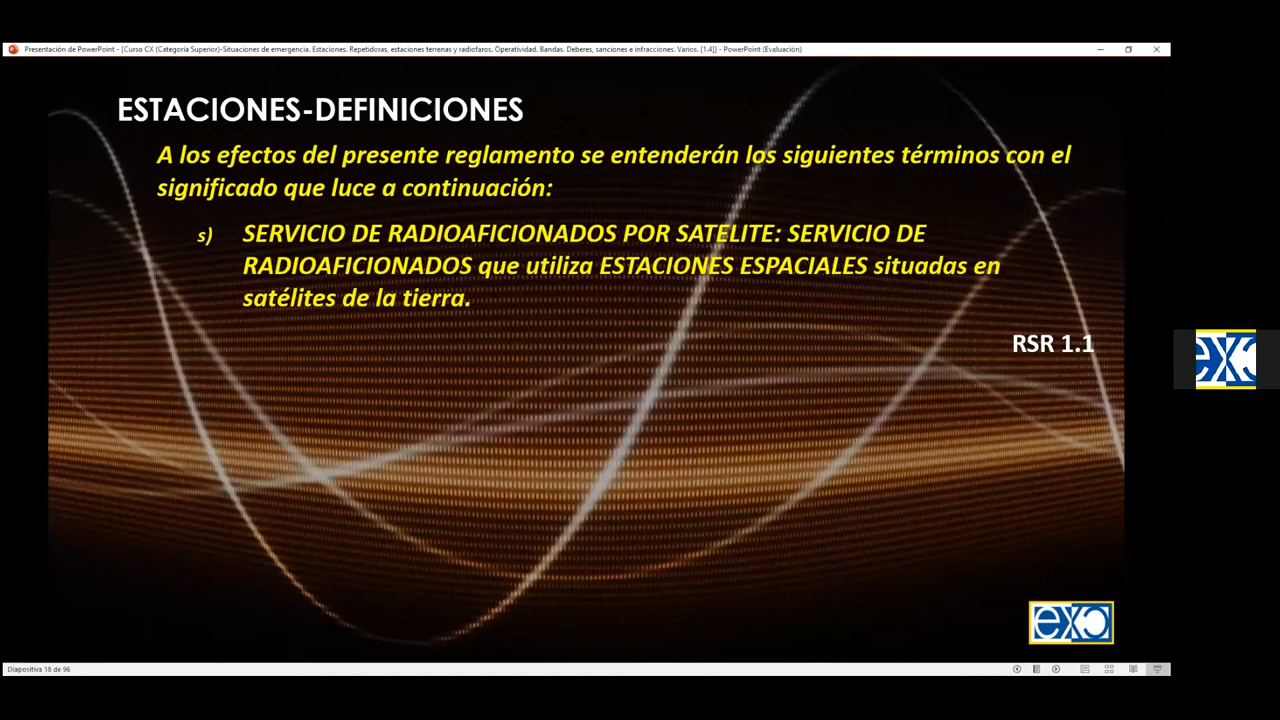 Presentación de PowerPoint - [Curso CX (Categoría Superior)-Situaciones de emergencia. Estaciones. Repetidoras, estaciones terrenas y radiofaros. Operatividad. Bandas. Deberes, sanciones e infracciones. Varios. [1.4]] - PowerPoint (Evaluación)
ESTACIONES-DEFINICIONES
A los efectos del presente reglamento se entenderán los siguientes términos con el
significado que luce a continuación:
s) SERVICIO DE RADIOAFICIONADOS POR SATELITE: SERVICIO DE
RADIOAFICIONADOS que utiliza ESTACIONES ESPACIALES situadas en
satélites de la tierra.
RSR 1.1
Diapositiva 18 de 96